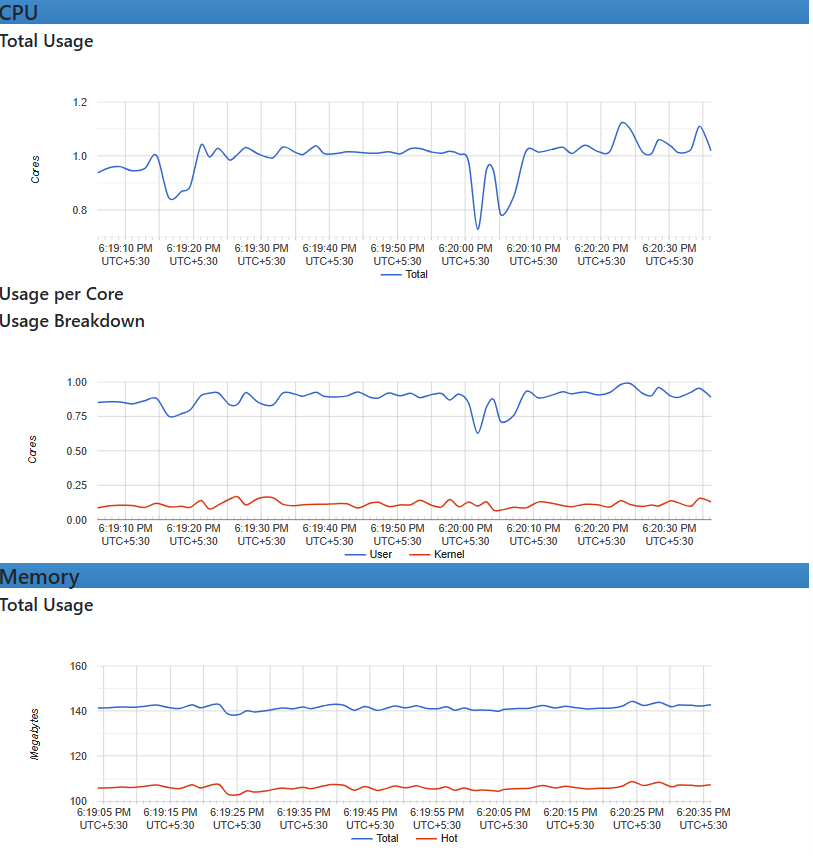 CPU
Total Usage
1.2
1.0
0.8
Cores
6:19:10 PM 6:19:20 PM 6:19:30 PM 6:19:40 PM 6:19:50 PM 6:20:00 PM 6:20:10 PM 6:20:20 PM 6:20:30 PM
UTC+5:30 UTC+5:30 UTC+5:30 UTC+5:30 UTC+5:30 UTC+5:30 UTC+5:30 UTC+5:30 UTC+5:30
Total
Usage per Core
Usage Breakdown
1.00
0.75
0.50
0.25
0.00
Cores
6:19:10 PM 6:19:20 PM 6:19:30 PM 6:19:40 PM 6:19:50 PM 6:20:00 PM 6:20:10 PM 6:20:20 PM 6:20:30 PM
UTC+5:30 UTC+5:30 UTC+5:30 UTC+5:30 UTC+5:30 UTC+5:30 UTC+5:30 UTC+5:30 UTC+5:30
User Kernel
Memory
Total Usage
160
140
120
100
Megabytes
6:19:05 PM 6:19:15 PM 6:19:25 PM 6:19:35 PM 6:19:45 PM 6:19:55 PM 6:20:05 PM 6:20:15 PM 6:20:25 PM 6:20:35 PM
UTC+5:30 UTC+5:30 UTC+5:30 UTC+5:30 UTC+5:30 UTC+5:30 UTC+5:30 UTC+5:30 UTC+5:30 UTC+5:30
Total Hot